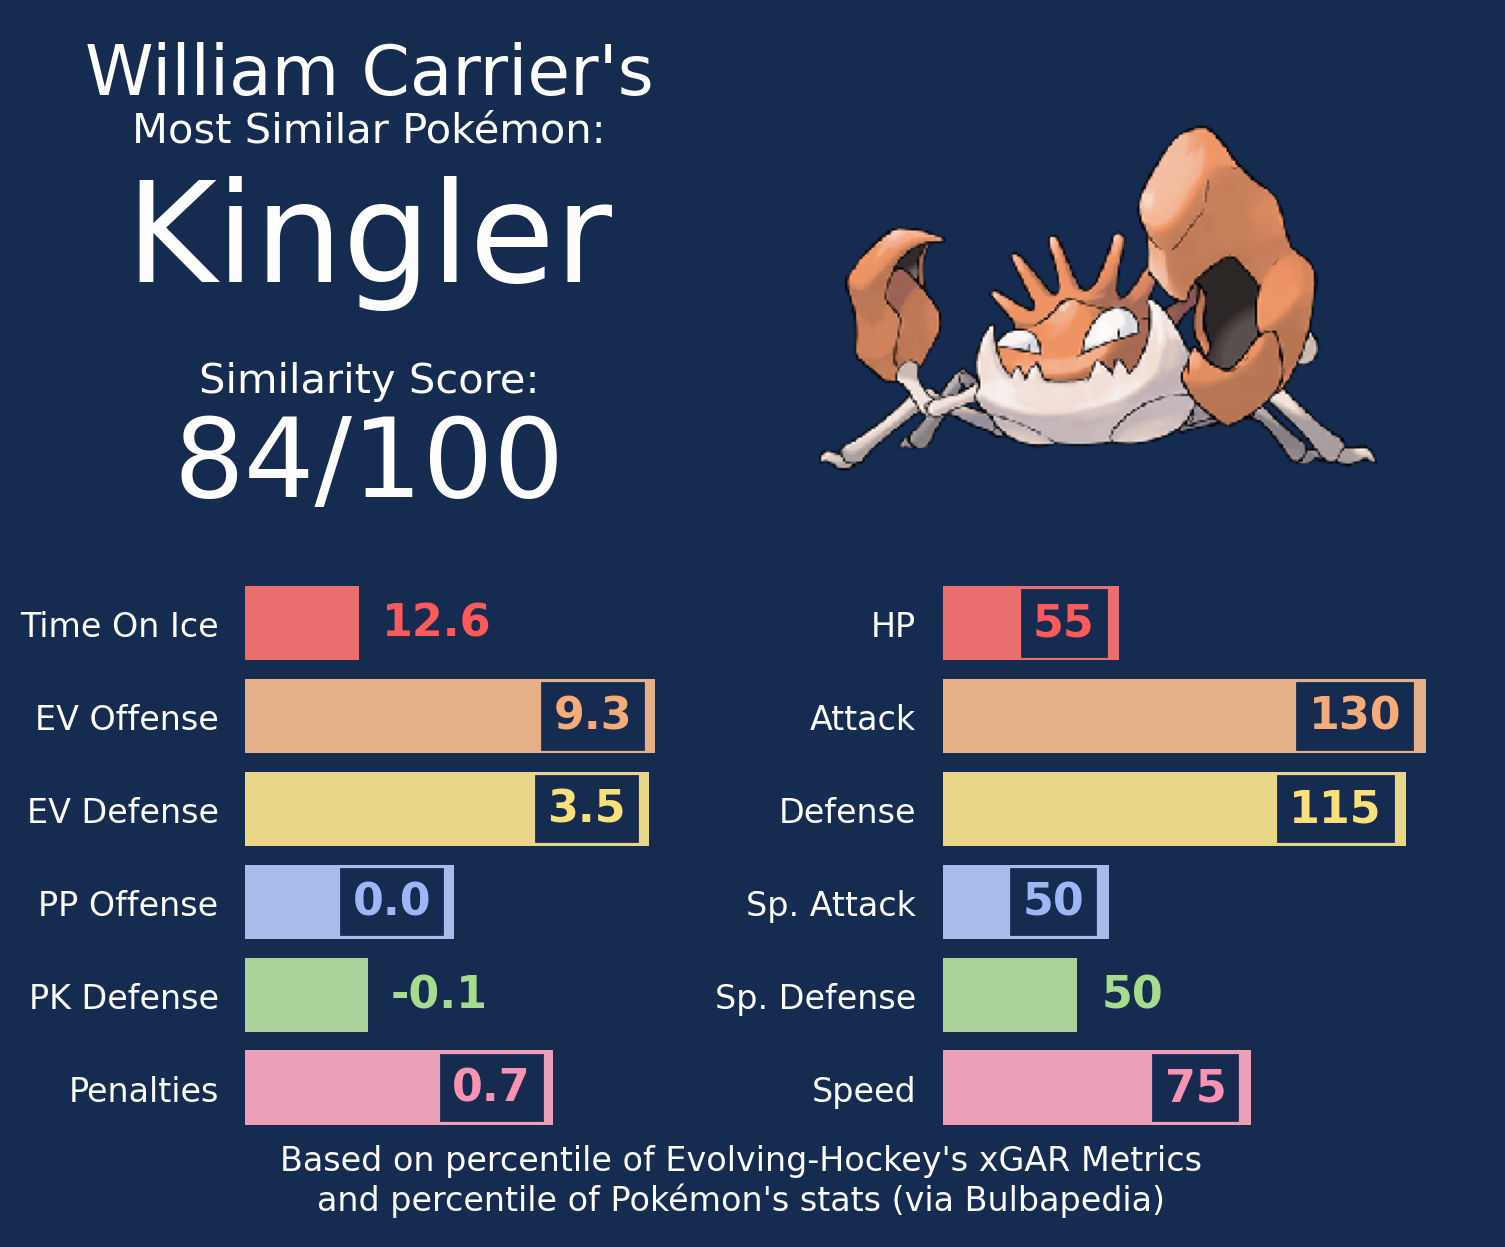 William Carrier's
Most Similar Pokémon:
Kingler
Similarity Score:
84/100
Time On Ice 12.6
EV Offense 9.3
EV Defense 3.5
PP Offense 0.0
PK Defense -0.1
Penalties 0.7
HP 55
Attack 130
Defense 115
Sp. Attack 50
Sp. Defense 50
Speed 75
Based on percentile of Evolving-Hockey's xGAR Metrics
and percentile of Pokémon's stats (via Bulbapedia)